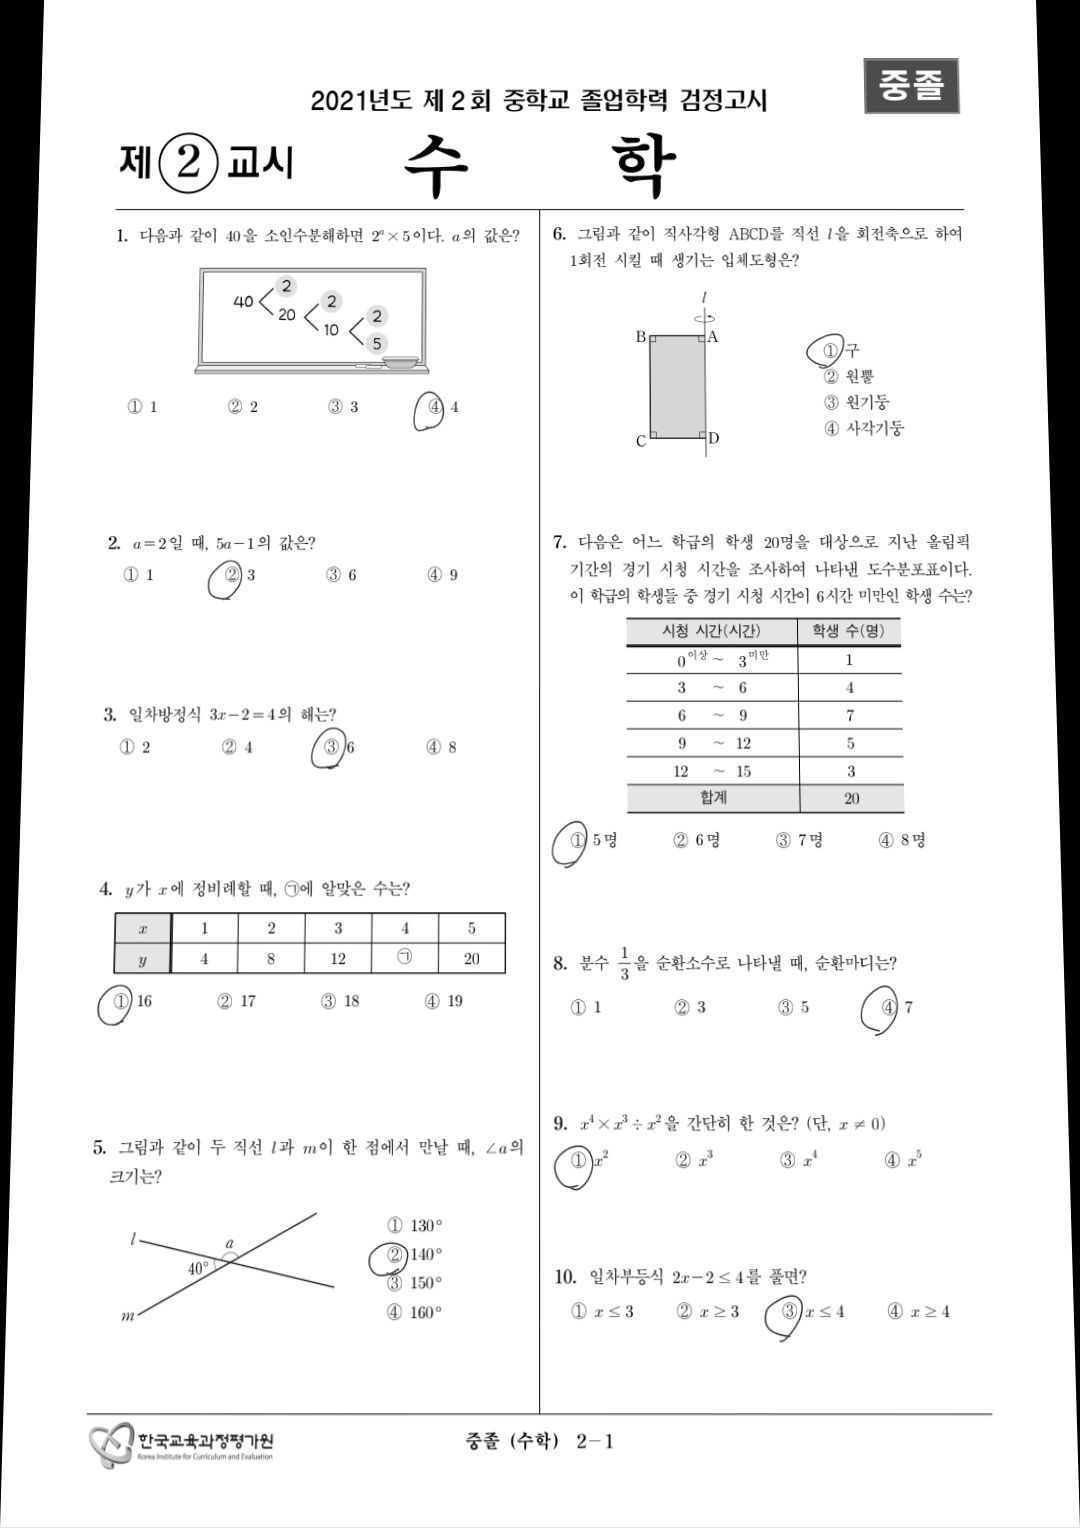 중졸
2021년도 제 2 회 중학교 졸업학력 검정고시
제 2 교시 수 학
1. 다음과 같이 40을 소인수분해하면 2ᵃ×5이다. a의 값은?
40 2
20 2
10 2
5
① 1 ② 2 ③ 3 ④ 4
2. a=2일 때, 5a-1의 값은?
① 1 ② 3 ③ 6 ④ 9
3. 일차방정식 3x-2=4의 해는?
① 2 ② 4 ③ 6 ④ 8
4. y가 x에 정비례할 때, ㉠에 알맞은 수는?
x 1 2 3 4 5
y 4 8 12 ㉠ 20
① 16 ② 17 ③ 18 ④ 19
5. 그림과 같이 두 직선 l과 m이 한 점에서 만날 때, ∠a의
크기는?
l
a
40°
m
① 130°
② 140°
③ 150°
④ 160°
6. 그림과 같이 직사각형 ABCD를 직선 l을 회전축으로 하여
1회전 시킬 때 생기는 입체도형은?
l
B A
C D
① 구
② 원뿔
③ 원기둥
④ 사각기둥
7. 다음은 어느 학급의 학생 20명을 대상으로 지난 올림픽
기간의 경기 시청 시간을 조사하여 나타낸 도수분포표이다.
이 학급의 학생들 중 경기 시청 시간이 6시간 미만인 학생 수는?
시청 시간(시간) 학생 수(명)
0이상 ~ 3미만 1
3 ~ 6 4
6 ~ 9 7
9 ~ 12 5
12 ~ 15 3
합계 20
① 5명 ② 6명 ③ 7명 ④ 8명
8. 분수 1/3을 순환소수로 나타낼 때, 순환마디는?
① 1 ② 3 ③ 5 ④ 7
9. x⁴×x³÷x²을 간단히 한 것은? (단, x≠0)
① x² ② x³ ③ x⁴ ④ x⁵
10. 일차부등식 2x-2≤4를 풀면?
① x≤3 ② x≥3 ③ x≤4 ④ x≥4
한국교육과정평가원
Korea Institute for Curriculum and Evaluation
중졸 (수학) 2-1